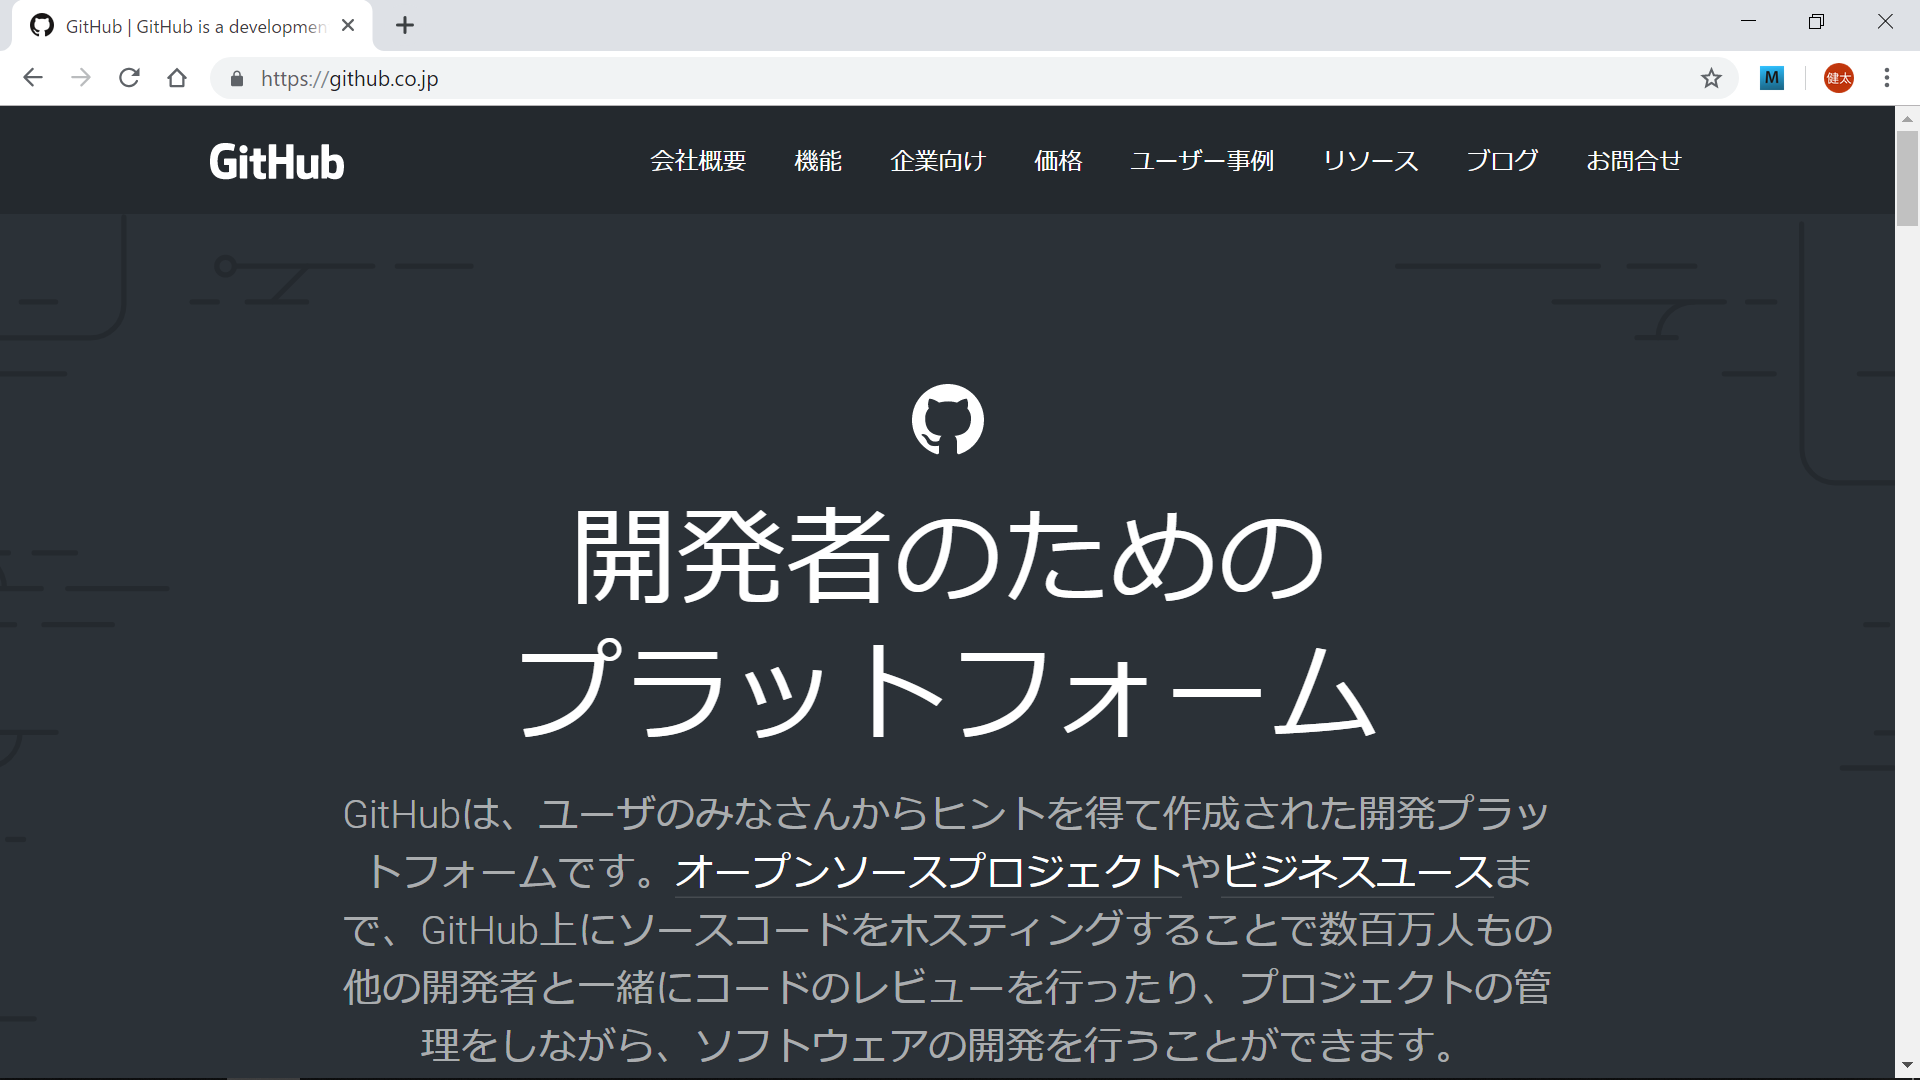 GitHub | GitHub is a developmen
https://github.co.jp
M
健太
GitHub
会社概要 機能 企業向け 価格 ユーザー事例 リソース ブログ お問合せ
開発者のための
プラットフォーム
GitHubは、ユーザのみなさんからヒントを得て作成された開発プラッ
トフォームです。オープンソースプロジェクトやビジネスユースま
で、GitHub上にソースコードをホスティングすることで数百万人もの
他の開発者と一緒にコードのレビューを行ったり、プロジェクトの管
理をしながら、ソフトウェアの開発を行うことができます。